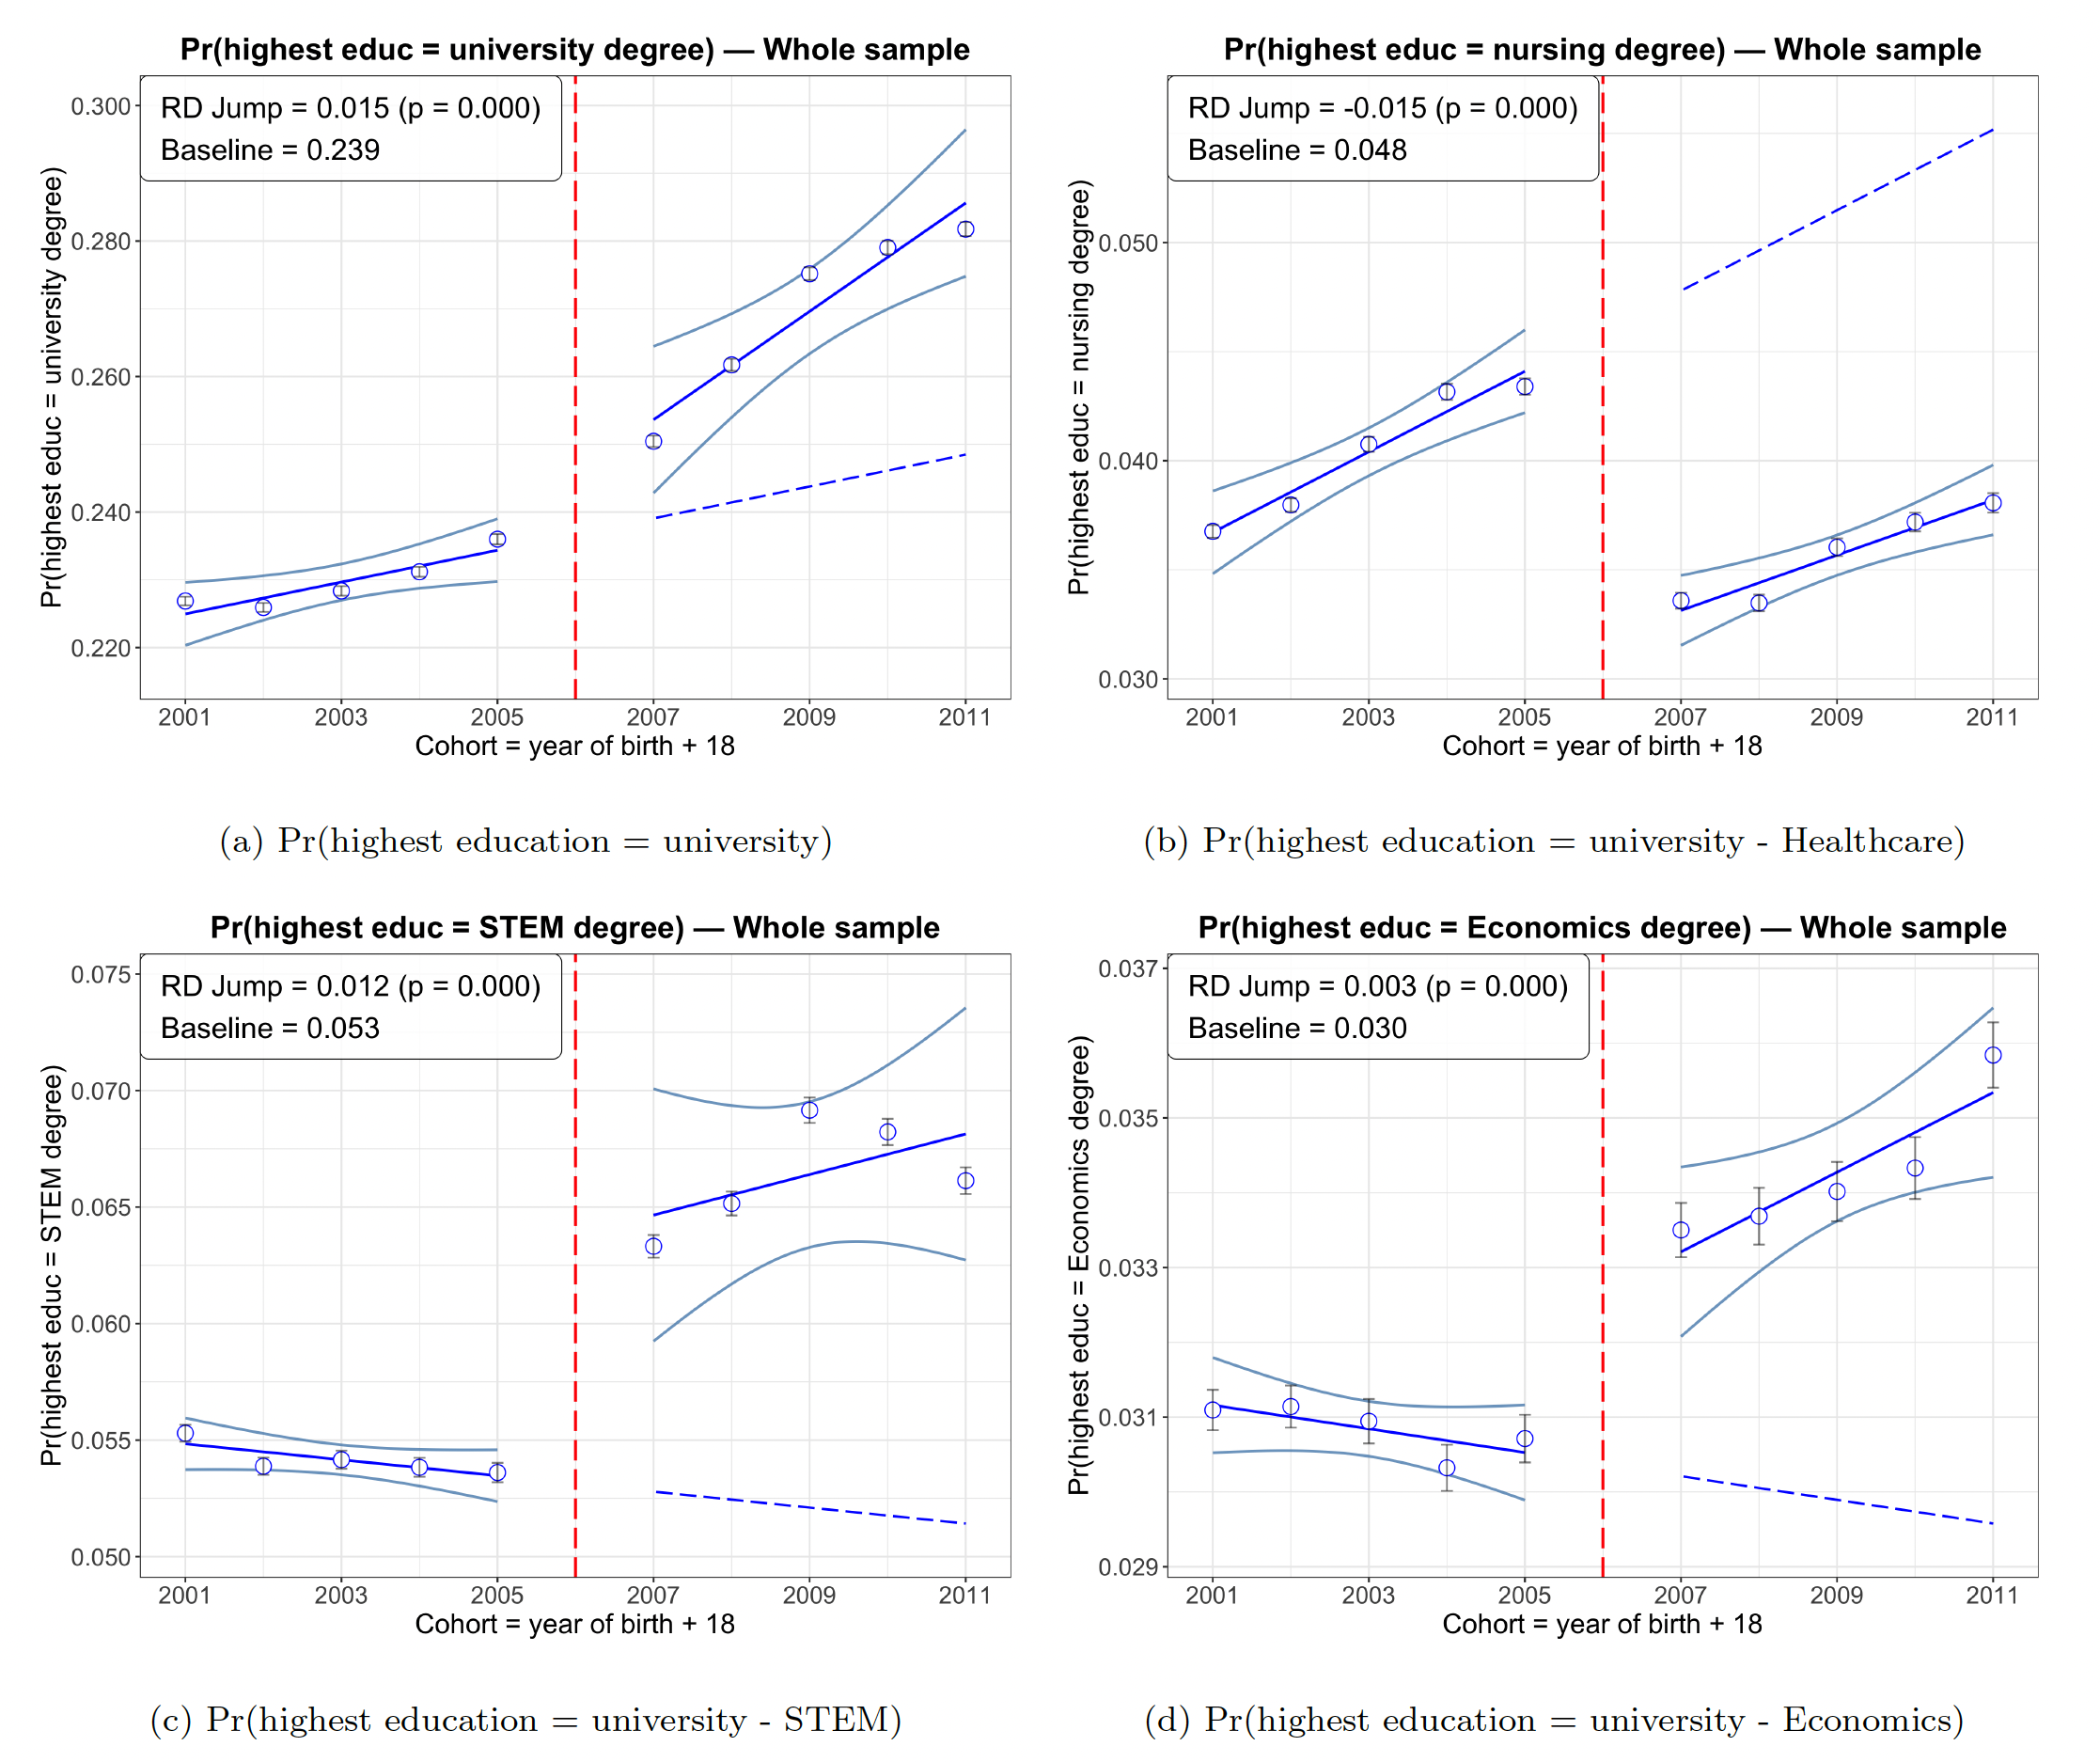 Pr(highest educ = university degree) — Whole sample
RD Jump = 0.015 (p = 0.000)
Baseline = 0.239
Pr(highest educ = university degree)
0.300
0.280
0.260
0.240
0.220
2001 2003 2005 2007 2009 2011
Cohort = year of birth + 18
(a) Pr(highest education = university)
Pr(highest educ = nursing degree) — Whole sample
RD Jump = -0.015 (p = 0.000)
Baseline = 0.048
Pr(highest educ = nursing degree)
0.050
0.040
0.030
2001 2003 2005 2007 2009 2011
Cohort = year of birth + 18
(b) Pr(highest education = university - Healthcare)
Pr(highest educ = STEM degree) — Whole sample
RD Jump = 0.012 (p = 0.000)
Baseline = 0.053
Pr(highest educ = STEM degree)
0.075
0.070
0.065
0.060
0.055
0.050
2001 2003 2005 2007 2009 2011
Cohort = year of birth + 18
(c) Pr(highest education = university - STEM)
Pr(highest educ = Economics degree) — Whole sample
RD Jump = 0.003 (p = 0.000)
Baseline = 0.030
Pr(highest educ = Economics degree)
0.037
0.035
0.033
0.031
0.029
2001 2003 2005 2007 2009 2011
Cohort = year of birth + 18
(d) Pr(highest education = university - Economics)